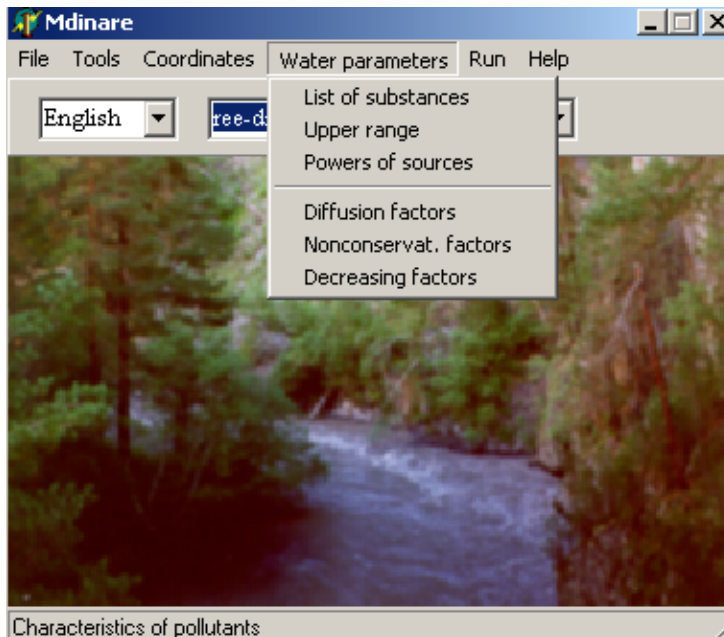 Mdinare
File Tools Coordinates Water parameters Run Help
English ree-d
List of substances
Upper range
Powers of sources
Diffusion factors
Nonconservat. factors
Decreasing factors
Characteristics of pollutants